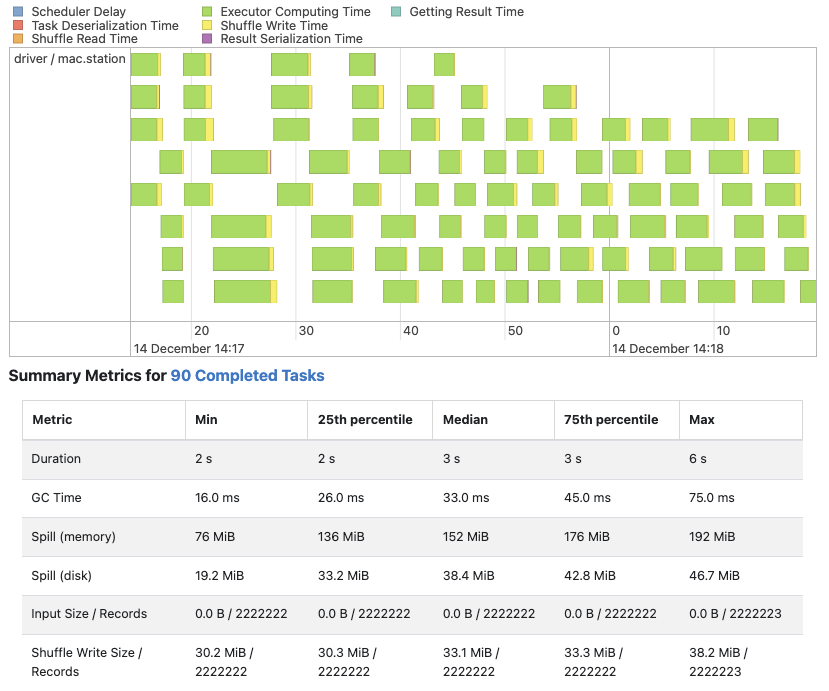 Scheduler Delay
Executor Computing Time
Getting Result Time
Task Deserialization Time
Shuffle Write Time
Shuffle Read Time
Result Serialization Time
driver / mac.station
20
30
40
50
0
10
14 December 14:17
14 December 14:18
Summary Metrics for 90 Completed Tasks
Metric Min 25th percentile Median 75th percentile Max
Duration 2 s 2 s 3 s 3 s 6 s
GC Time 16.0 ms 26.0 ms 33.0 ms 45.0 ms 75.0 ms
Spill (memory) 76 MiB 136 MiB 152 MiB 176 MiB 192 MiB
Spill (disk) 19.2 MiB 33.2 MiB 38.4 MiB 42.8 MiB 46.7 MiB
Input Size / Records 0.0 B / 2222222 0.0 B / 2222222 0.0 B / 2222222 0.0 B / 2222222 0.0 B / 2222223
Shuffle Write Size / 30.2 MiB / 30.3 MiB / 33.1 MiB / 33.3 MiB / 38.2 MiB /
Records 2222222 2222222 2222222 2222222 2222223